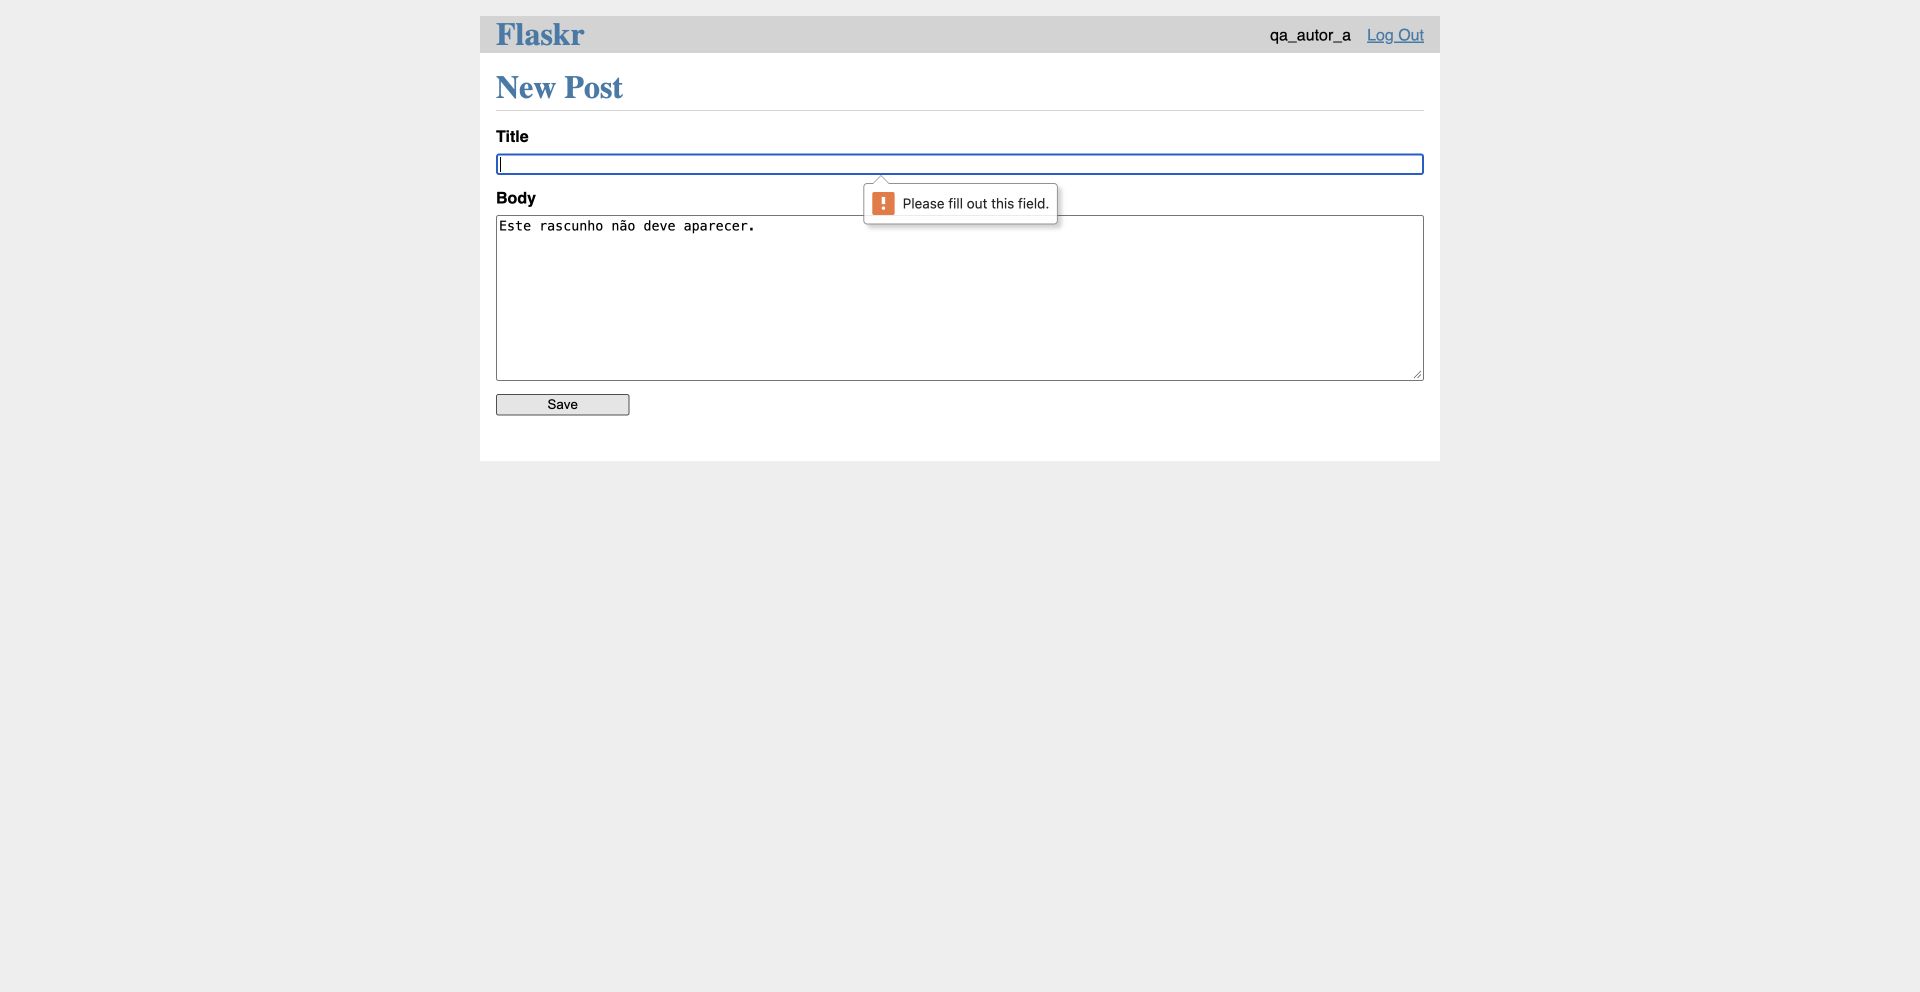 Flaskr
qa_autor_a Log Out
New Post
Title
Body
Please fill out this field.
Este rascunho não deve aparecer.
Save